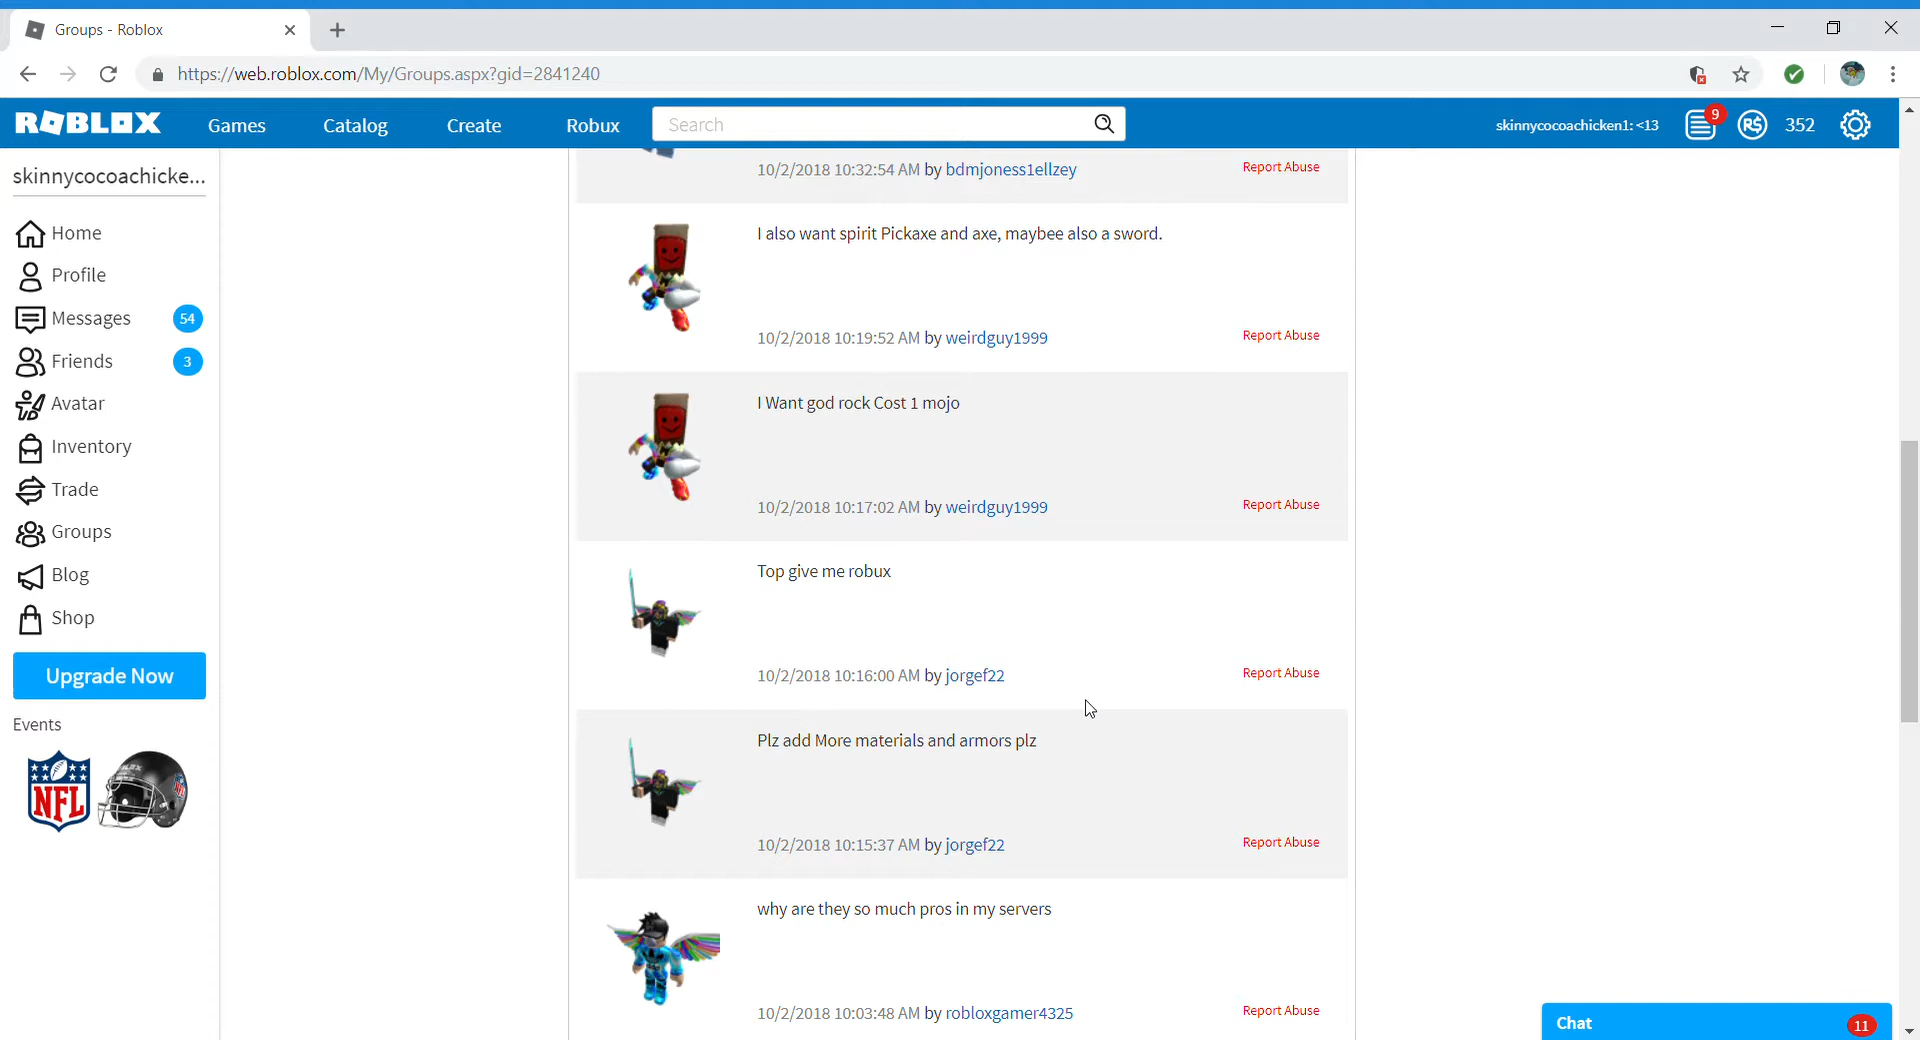 Groups - Roblox
https://web.roblox.com/My/Groups.aspx?gid=2841240
ROBLOX
Games
Catalog
Create
Robux
Search
skinnycocoachicken1: <13
9
R$
352
skinnycocoachicke...
Home
Profile
Messages
54
Friends
3
Avatar
Inventory
Trade
Groups
Blog
Shop
Upgrade Now
Events
NFL
10/2/2018 10:32:54 AM by bdmjoness1ellzey
Report Abuse
I also want spirit Pickaxe and axe, maybee also a sword.
10/2/2018 10:19:52 AM by weirdguy1999
Report Abuse
I Want god rock Cost 1 mojo
10/2/2018 10:17:02 AM by weirdguy1999
Report Abuse
Top give me robux
10/2/2018 10:16:00 AM by jorgef22
Report Abuse
Plz add More materials and armors plz
10/2/2018 10:15:37 AM by jorgef22
Report Abuse
why are they so much pros in my servers
10/2/2018 10:03:48 AM by robloxgamer4325
Report Abuse
Chat
11